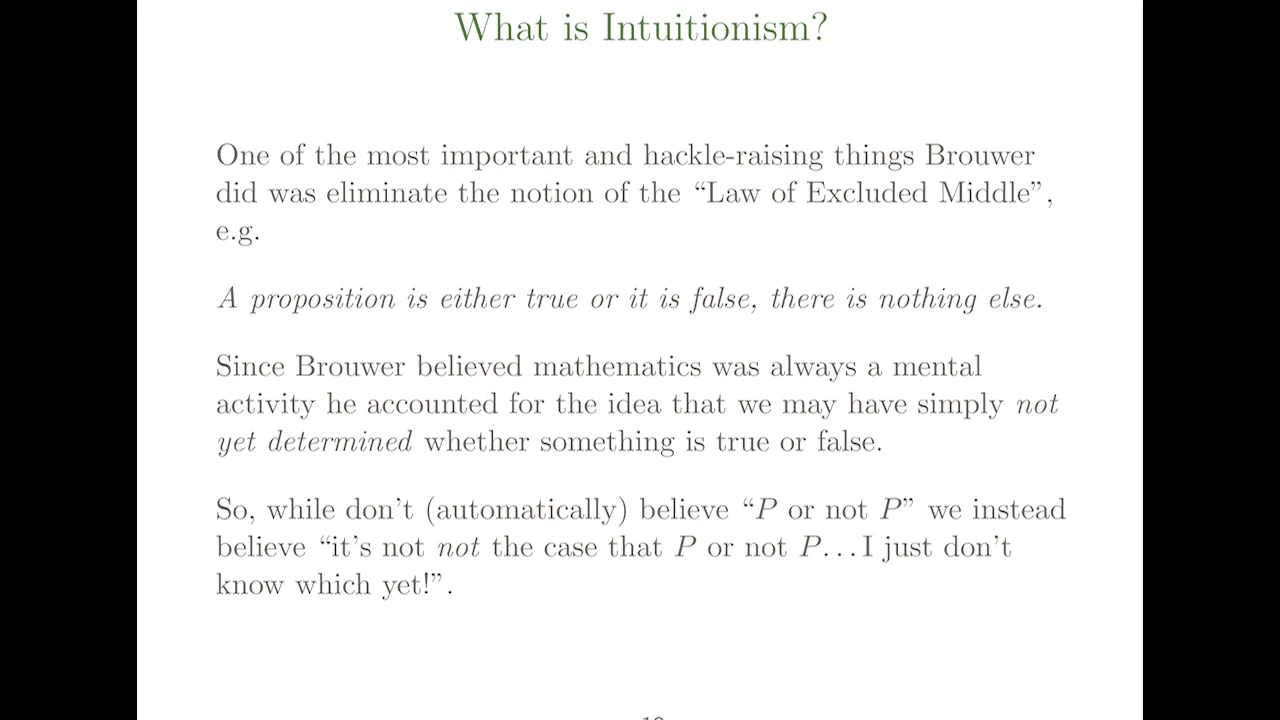 What is Intuitionism?
One of the most important and hackle-raising things Brouwer
did was eliminate the notion of the “Law of Excluded Middle”,
e.g.
A proposition is either true or it is false, there is nothing else.
Since Brouwer believed mathematics was always a mental
activity he accounted for the idea that we may have simply not
yet determined whether something is true or false.
So, while don’t (automatically) believe “P or not P” we instead
believe “it’s not not the case that P or not P...I just don’t
know which yet!”.